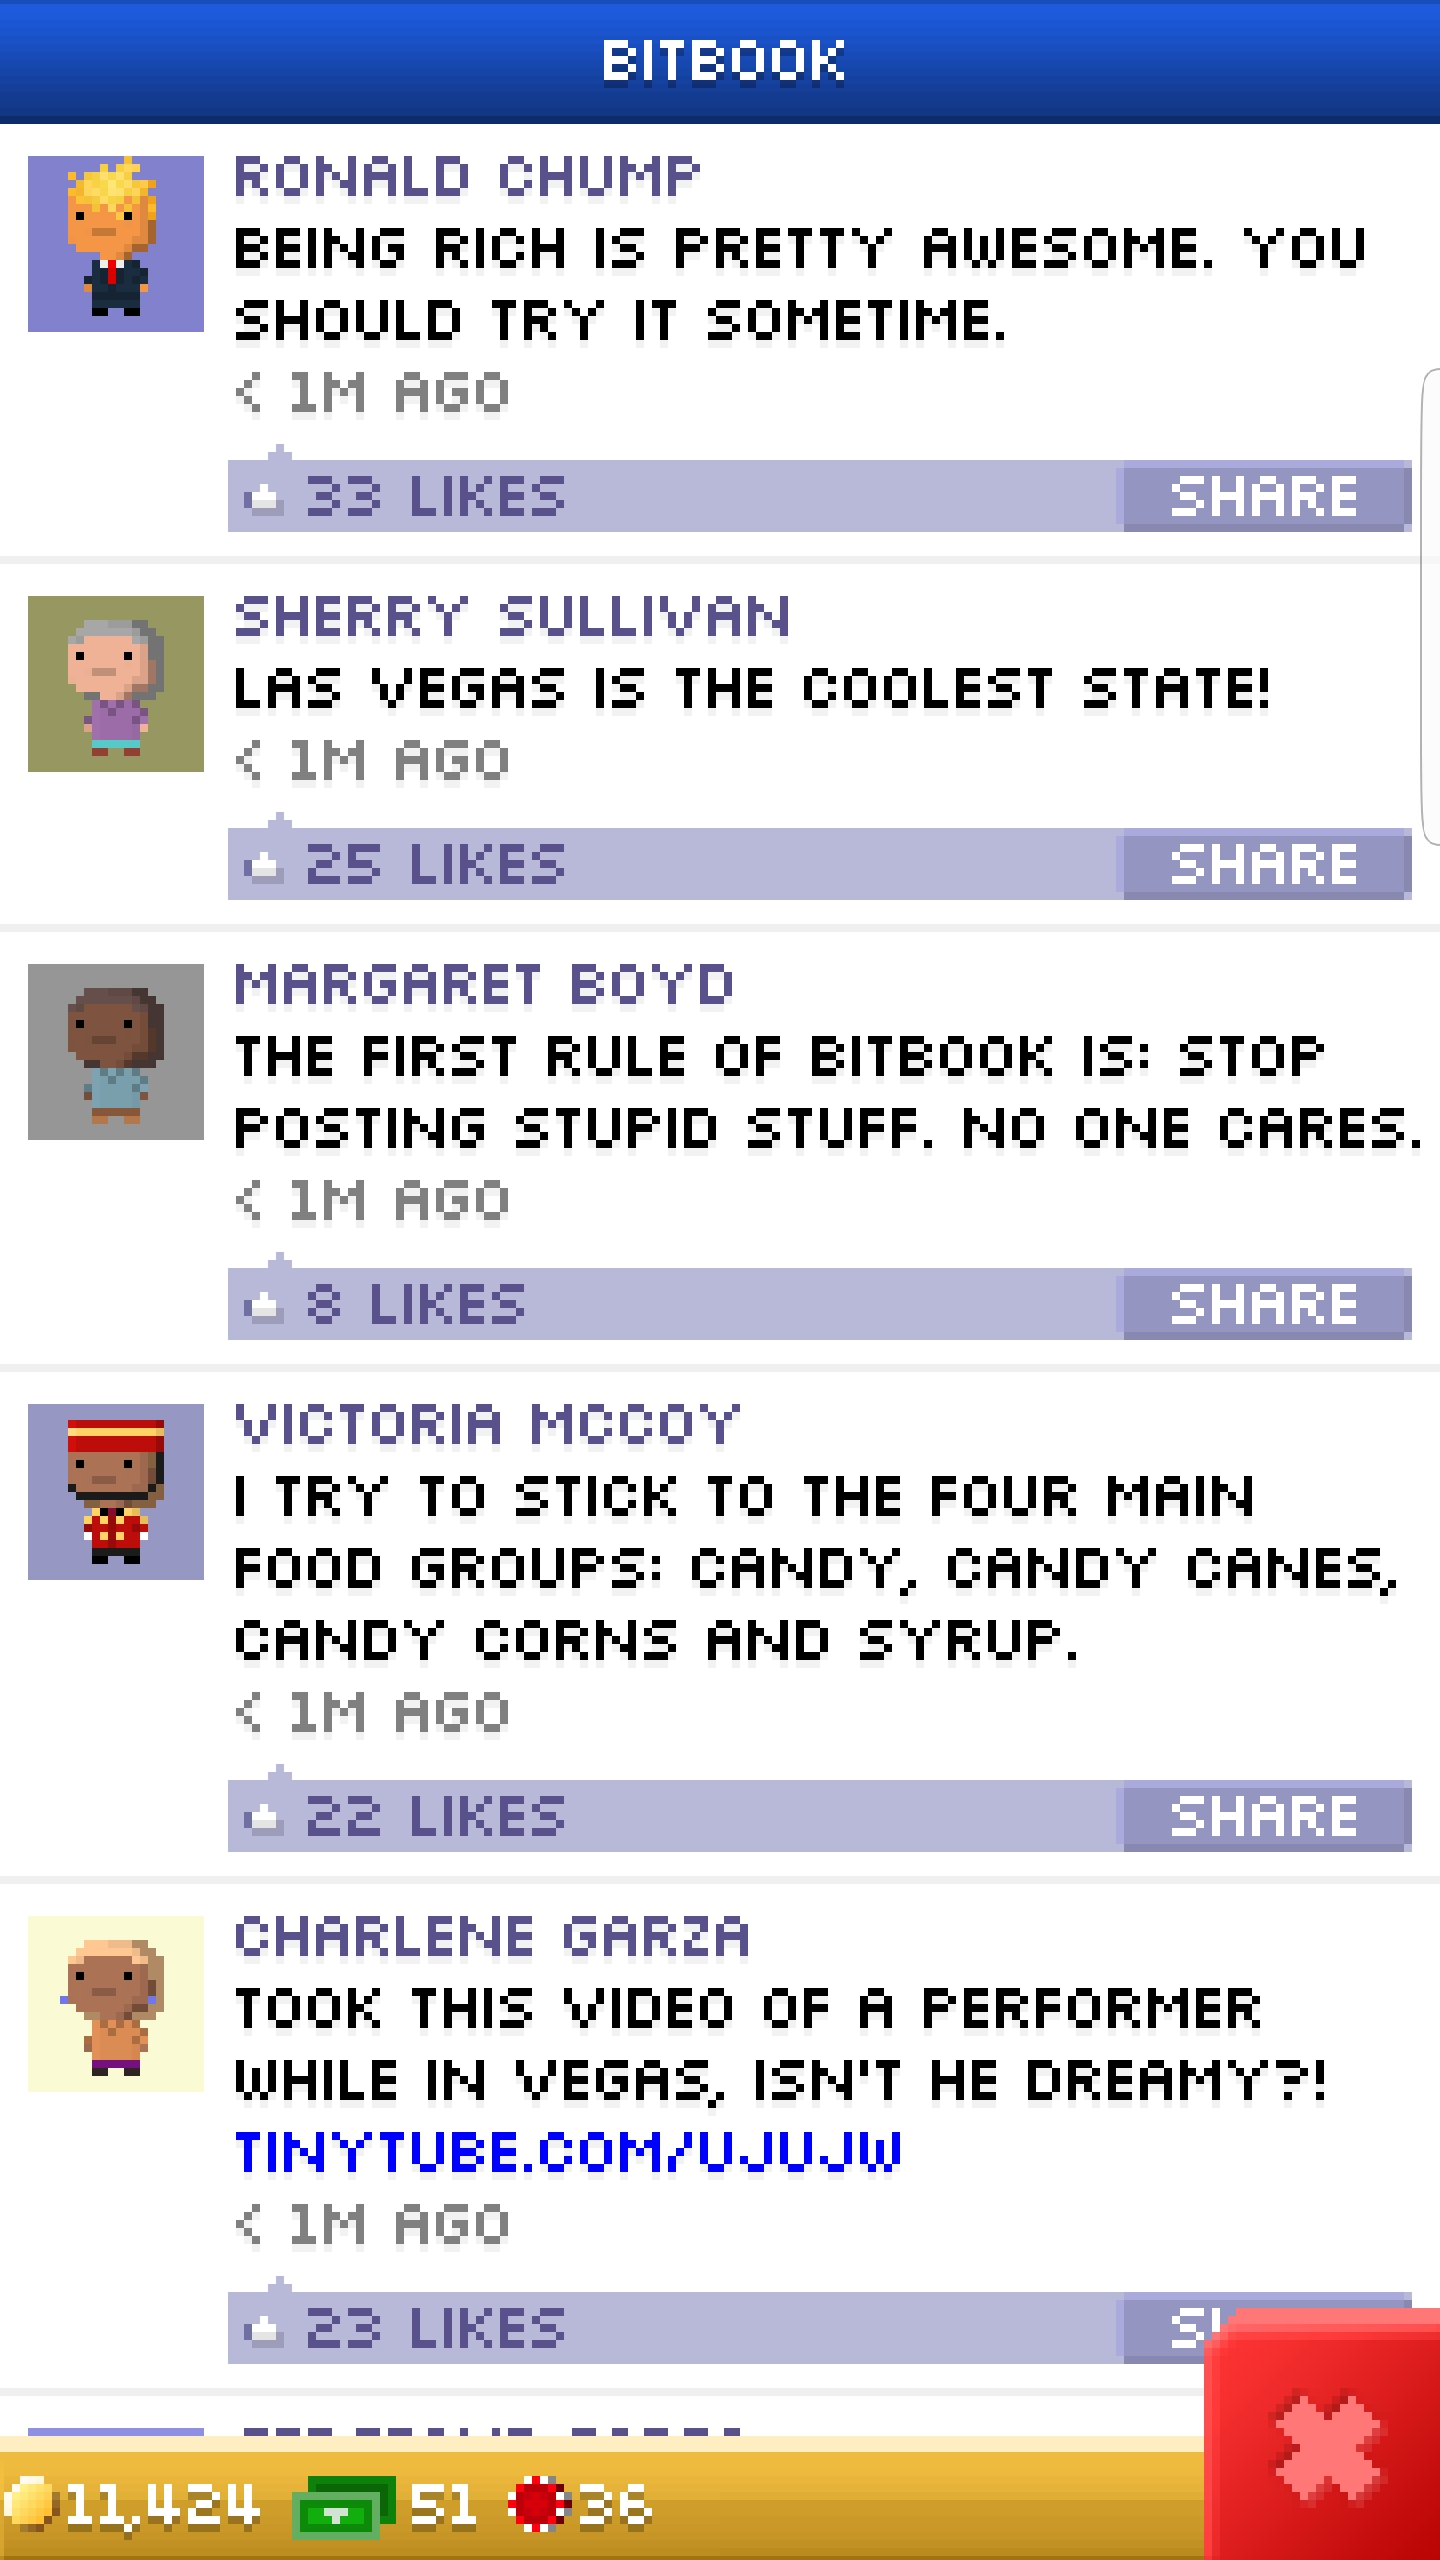 BITBOOK
RONALD CHUMP
BEING RICH IS PRETTY AWESOME. YOU
SHOULD TRY IT SOMETIME.
< 1M AGO
33 LIKES SHARE
SHERRY SULLIVAN
LAS VEGAS IS THE COOLEST STATE!
< 1M AGO
25 LIKES SHARE
MARGARET BOYD
THE FIRST RULE OF BITBOOK IS: STOP
POSTING STUPID STUFF. NO ONE CARES.
< 1M AGO
8 LIKES SHARE
VICTORIA MCCOY
I TRY TO STICK TO THE FOUR MAIN
FOOD GROUPS: CANDY, CANDY CANES,
CANDY CORNS AND SYRUP.
< 1M AGO
22 LIKES SHARE
CHARLENE GARZA
TOOK THIS VIDEO OF A PERFORMER
WHILE IN VEGAS, ISN'T HE DREAMY?!
TINYTUBE.COM/UJUJW
< 1M AGO
23 LIKES
11,424 51 36